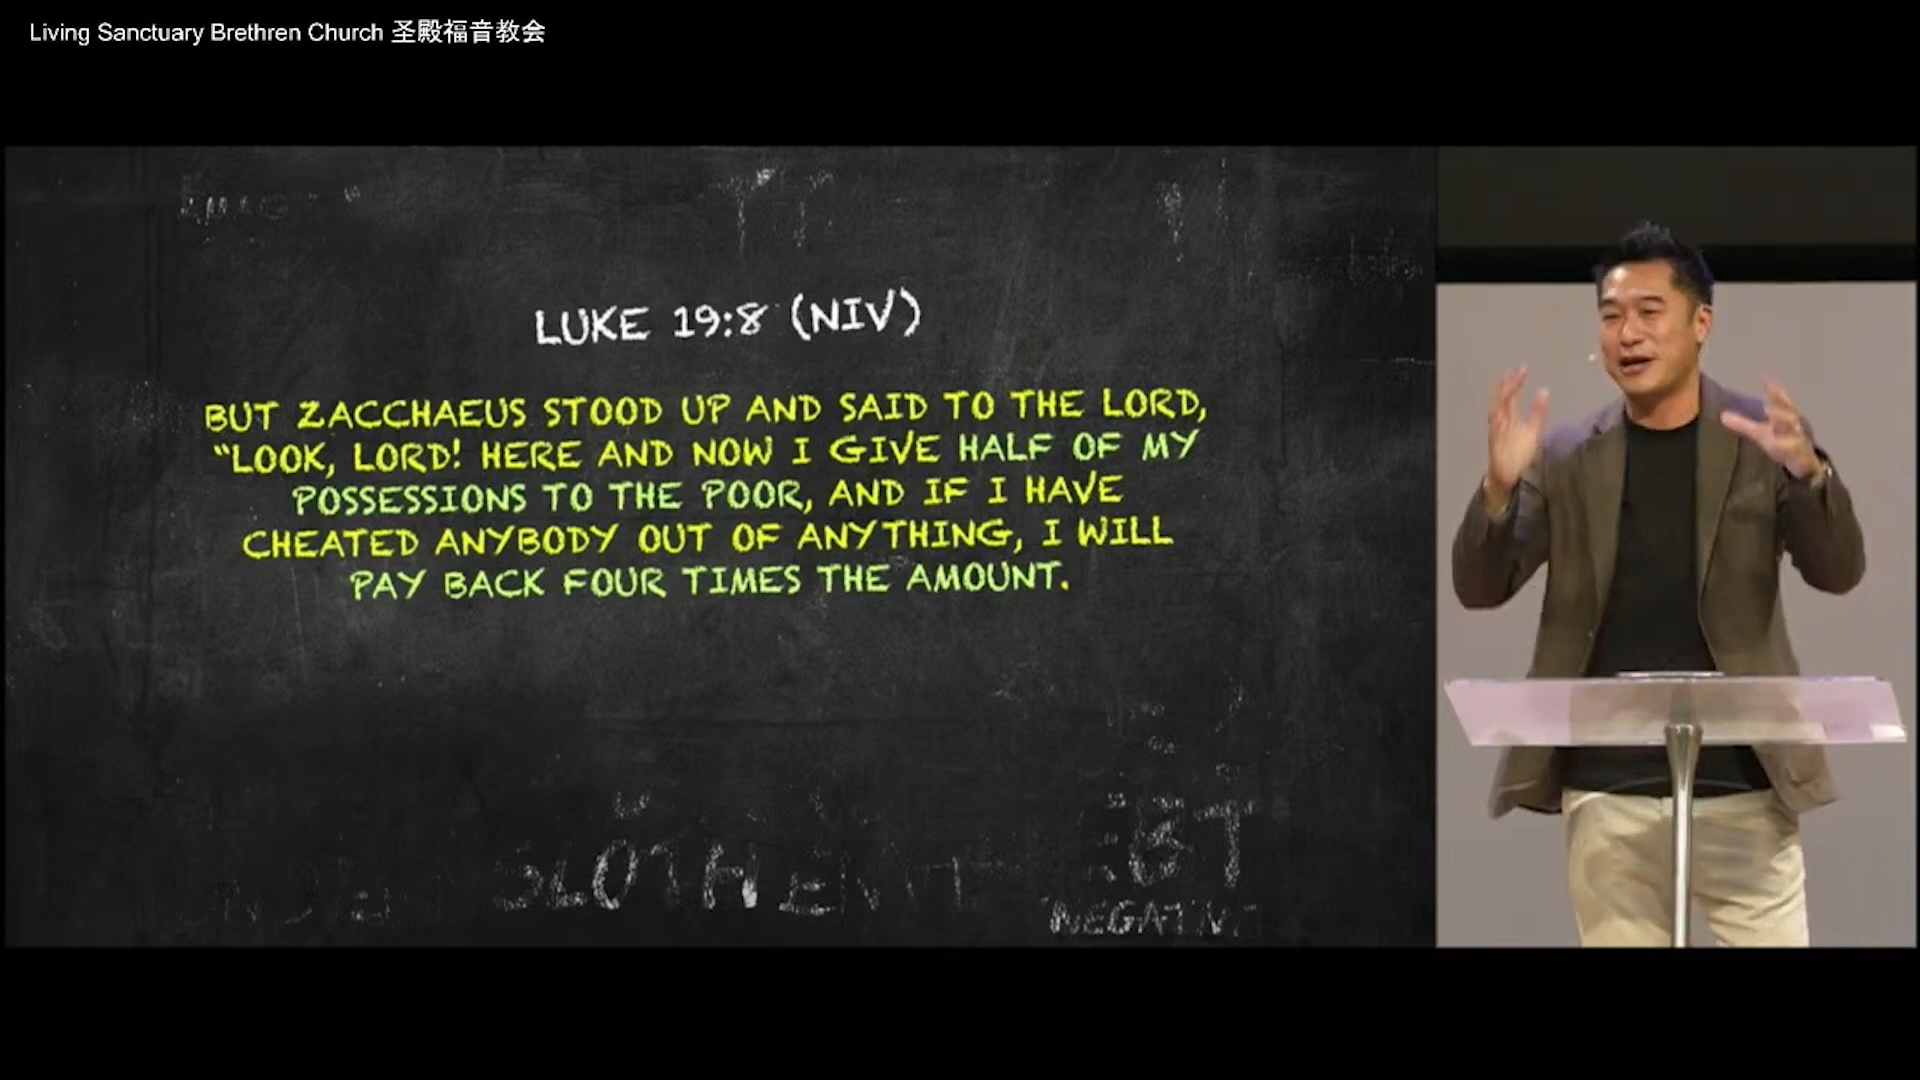 Living Sanctuary Brethren Church 圣殿福音教会
LUKE 19:8 (NIV)
BUT ZACCHAEUS STOOD UP AND SAID TO THE LORD,
“LOOK, LORD! HERE AND NOW I GIVE HALF OF MY
POSSESSIONS TO THE POOR, AND IF I HAVE
CHEATED ANYBODY OUT OF ANYTHING, I WILL
PAY BACK FOUR TIMES THE AMOUNT.